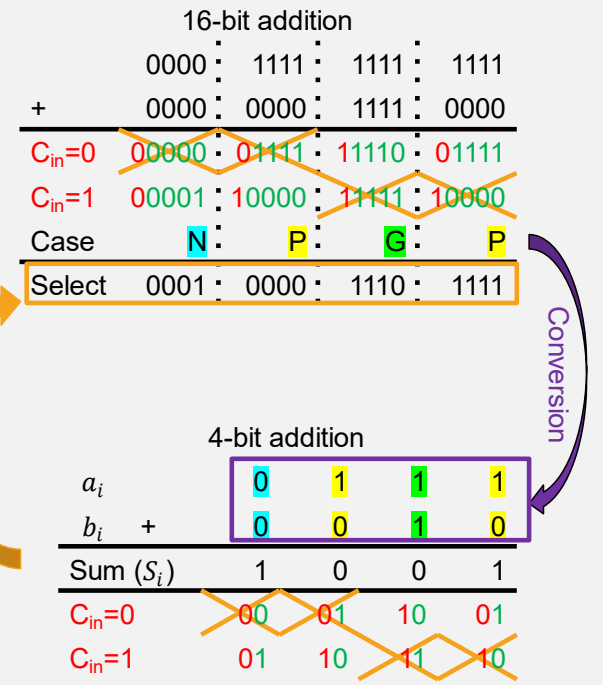 16-bit addition
0000 1111 1111 1111
+ 0000 0000 1111 0000
Cin=0 00000 01111 11110 01111
Cin=1 00001 10000 11111 10000
Case N P G P
Select 0001 0000 1110 1111
Conversion
4-bit addition
aᵢ 0 1 1 1
bᵢ + 0 0 1 0
Sum (Sᵢ) 1 0 0 1
Cin=0 00 01 10 01
Cin=1 01 10 11 10